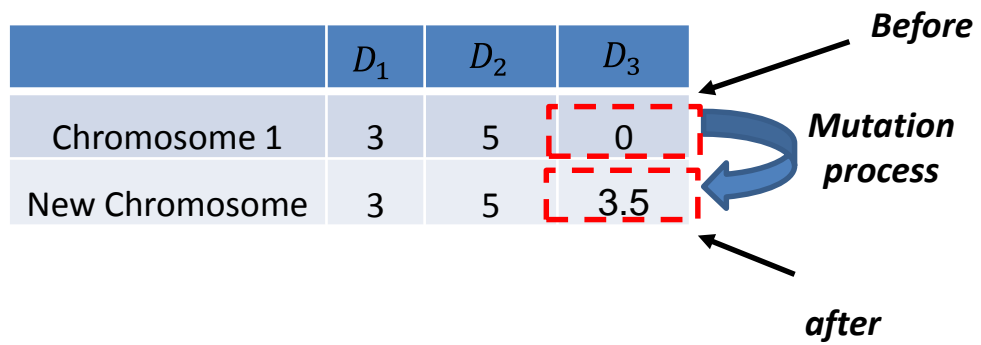 Before
D₁ D₂ D₃
Chromosome 1 3 5 0
Mutation process
New Chromosome 3 5 3.5
after